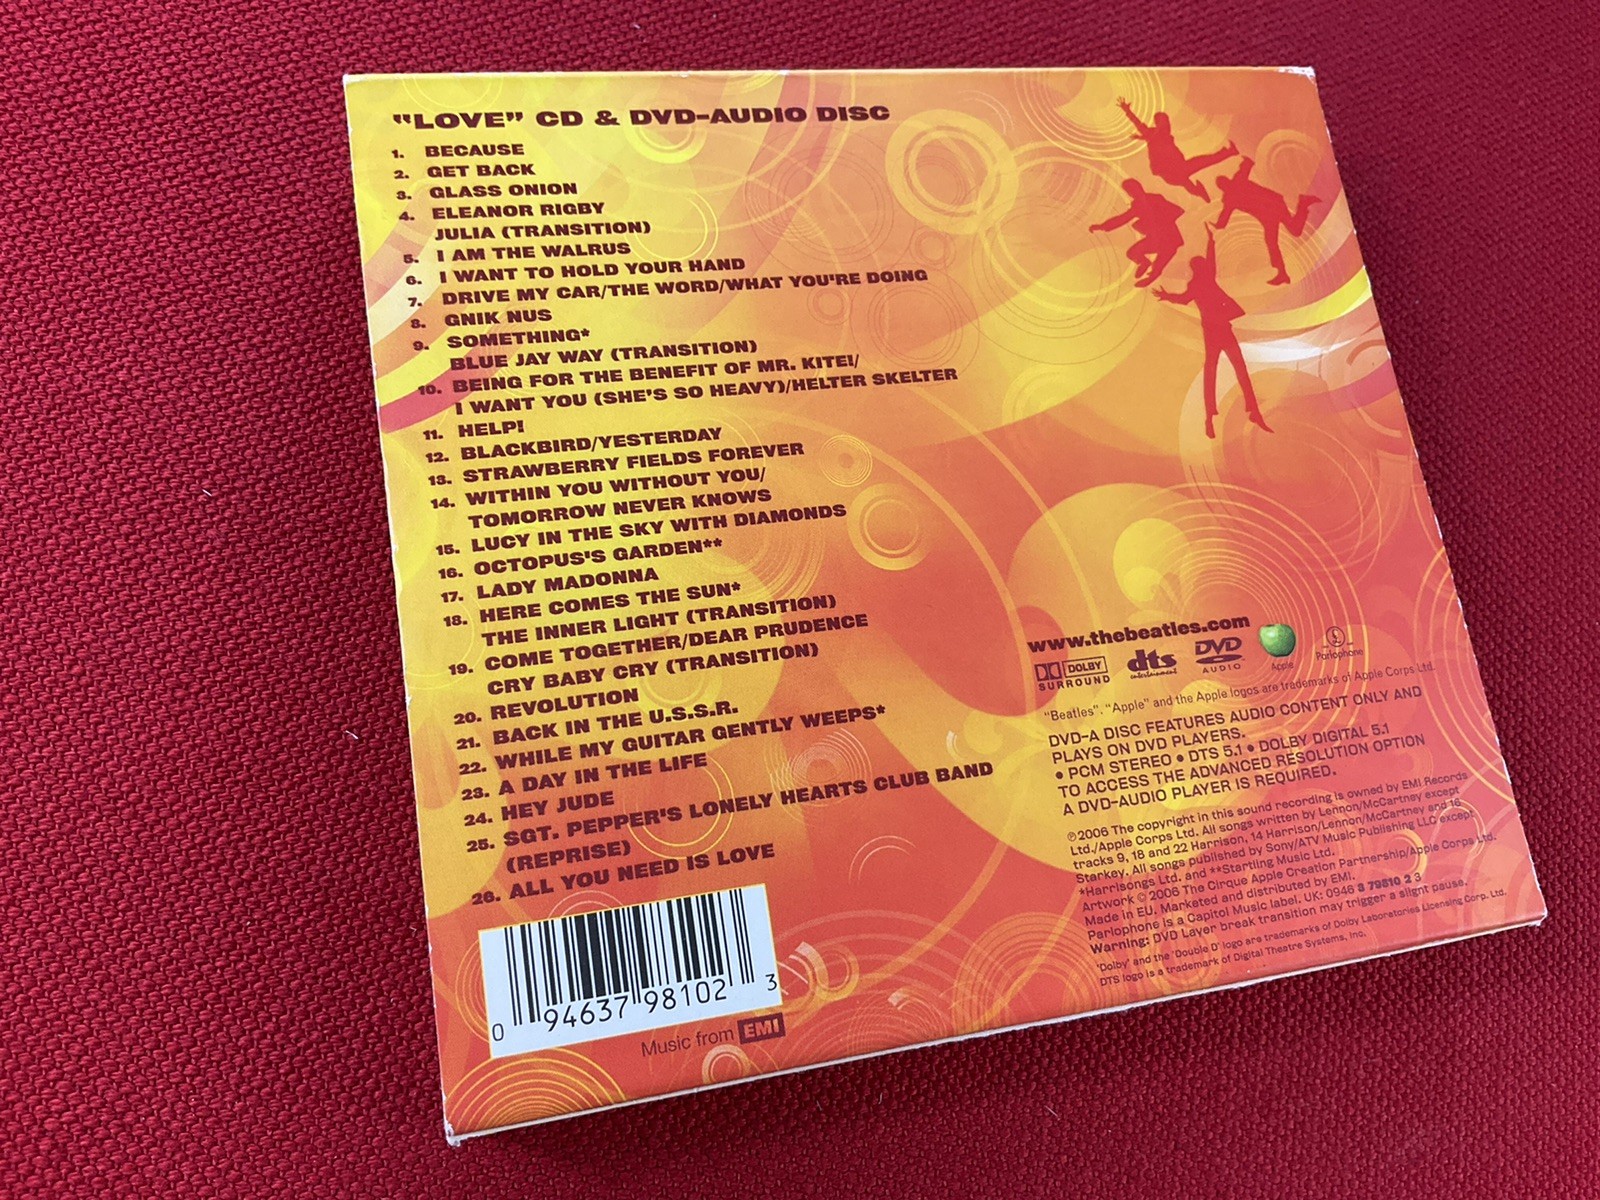 "LOVE" CD & DVD-AUDIO DISC
1. BECAUSE
2. GET BACK
3. GLASS ONION
4. ELEANOR RIGBY
JULIA (TRANSITION)
5. I AM THE WALRUS
6. I WANT TO HOLD YOUR HAND
7. DRIVE MY CAR/THE WORD/WHAT YOU'RE DOING
8. GNIK NUS
9. SOMETHING*
BLUE JAY WAY (TRANSITION)
10. BEING FOR THE BENEFIT OF MR. KITE!/
I WANT YOU (SHE'S SO HEAVY)/HELTER SKELTER
11. HELP!
12. BLACKBIRD/YESTERDAY
13. STRAWBERRY FIELDS FOREVER
14. WITHIN YOU WITHOUT YOU/
TOMORROW NEVER KNOWS
15. LUCY IN THE SKY WITH DIAMONDS
16. OCTOPUS'S GARDEN**
17. LADY MADONNA
18. HERE COMES THE SUN*
THE INNER LIGHT (TRANSITION)
19. COME TOGETHER/DEAR PRUDENCE
CRY BABY CRY (TRANSITION)
20. REVOLUTION
21. BACK IN THE U.S.S.R.
22. WHILE MY GUITAR GENTLY WEEPS*
23. A DAY IN THE LIFE
24. HEY JUDE
25. SGT. PEPPER'S LONELY HEARTS CLUB BAND
(REPRISE)
26. ALL YOU NEED IS LOVE
0 94637 98102 3
Music from EMI
www.thebeatles.com
DOLBY
SURROUND
dts
entertainment
DVD
AUDIO
Apple
Parlophone
"Beatles", "Apple" and the Apple logos are trademarks of Apple Corps Ltd.
DVD-A DISC FEATURES AUDIO CONTENT ONLY AND
PLAYS ON DVD PLAYERS.
• PCM STEREO • DTS 5.1 • DOLBY DIGITAL 5.1
TO ACCESS THE ADVANCED RESOLUTION OPTION
A DVD-AUDIO PLAYER IS REQUIRED.
℗2006 The copyright in this sound recording is owned by EMI Records
Ltd./Apple Corps Ltd. All songs written by Lennon/McCartney except
tracks 9, 18 and 22 Harrison, 14 Harrison/Lennon/McCartney and 16
Starkey. All songs published by Sony/ATV Music Publishing LLC except
*Harrisongs Ltd. and **Startling Music Ltd.
Artwork ©2006 The Cirque Apple Creation Partnership/Apple Corps Ltd.
Made in EU. Marketed and distributed by EMI.
Parlophone is a Capitol Music label. UK: 0946 3 79810 2 3
Warning: DVD Layer break transition may trigger a silent pause.
'Dolby' and the 'Double D' logo are trademarks of Dolby Laboratories Licensing Corp. Ltd.
DTS logo is a trademark of Digital Theatre Systems, Inc.